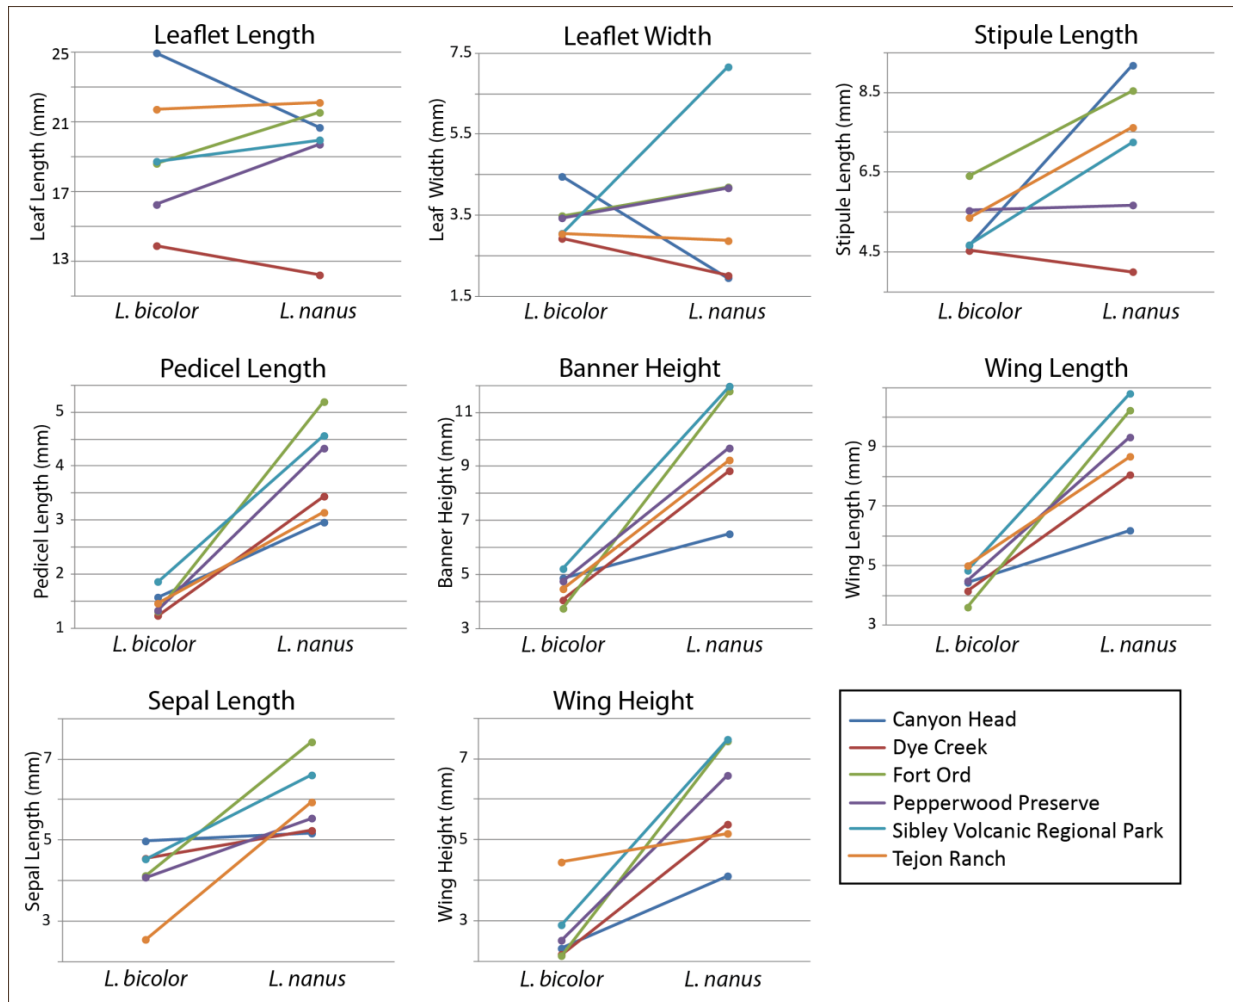 Leaflet Length
Leaf Length (mm)
25
21
17
13
L. bicolor
L. nanus
Leaflet Width
Leaf Width (mm)
7.5
5.5
3.5
1.5
L. bicolor
L. nanus
Stipule Length
Stipule Length (mm)
8.5
6.5
4.5
L. bicolor
L. nanus
Pedicel Length
Pedicel Length (mm)
5
4
3
2
1
L. bicolor
L. nanus
Banner Height
Banner Height (mm)
11
9
7
5
3
L. bicolor
L. nanus
Wing Length
Wing Length (mm)
9
7
5
3
L. bicolor
L. nanus
Sepal Length
Sepal Length (mm)
7
5
3
L. bicolor
L. nanus
Wing Height
Wing Height (mm)
7
5
3
L. bicolor
L. nanus
Canyon Head
Dye Creek
Fort Ord
Pepperwood Preserve
Sibley Volcanic Regional Park
Tejon Ranch